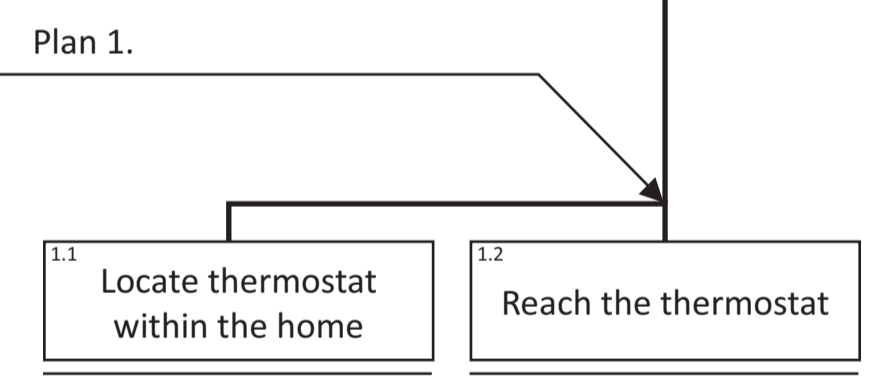 Plan 1.
1.1
Locate thermostat
within the home
1.2
Reach the thermostat